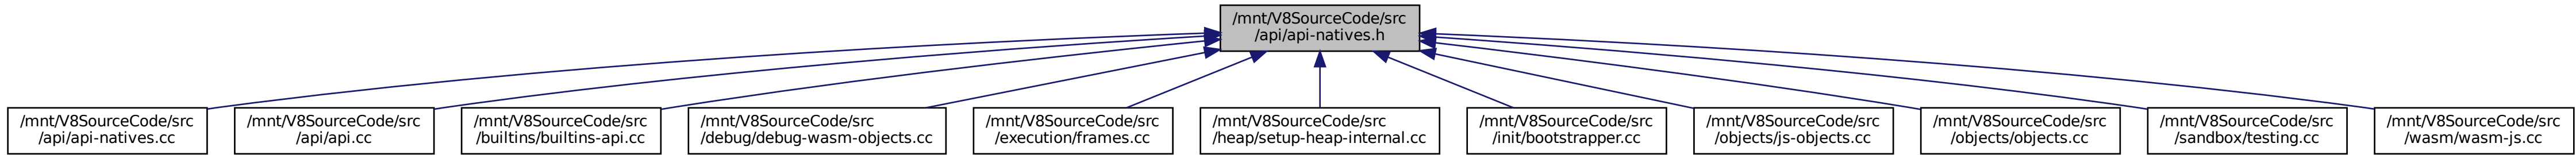 /mnt/V8SourceCode/src
/api/api-natives.h
/mnt/V8SourceCode/src
/api/api-natives.cc
/mnt/V8SourceCode/src
/api/api.cc
/mnt/V8SourceCode/src
/builtins/builtins-api.cc
/mnt/V8SourceCode/src
/debug/debug-wasm-objects.cc
/mnt/V8SourceCode/src
/execution/frames.cc
/mnt/V8SourceCode/src
/heap/setup-heap-internal.cc
/mnt/V8SourceCode/src
/init/bootstrapper.cc
/mnt/V8SourceCode/src
/objects/js-objects.cc
/mnt/V8SourceCode/src
/objects/objects.cc
/mnt/V8SourceCode/src
/sandbox/testing.cc
/mnt/V8SourceCode/src
/wasm/wasm-js.cc